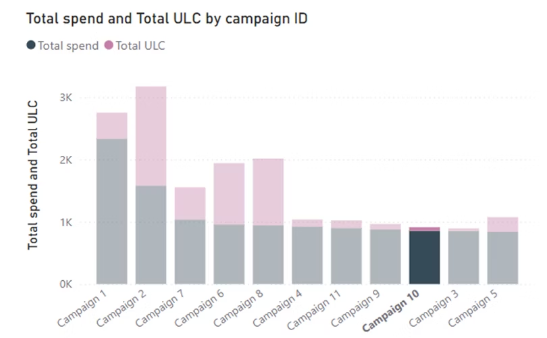 Total spend and Total ULC by campaign ID
Total spend Total ULC
Total spend and Total ULC
3K
2K
1K
0K
Campaign 1
Campaign 2
Campaign 7
Campaign 6
Campaign 8
Campaign 4
Campaign 11
Campaign 9
Campaign 10
Campaign 3
Campaign 5